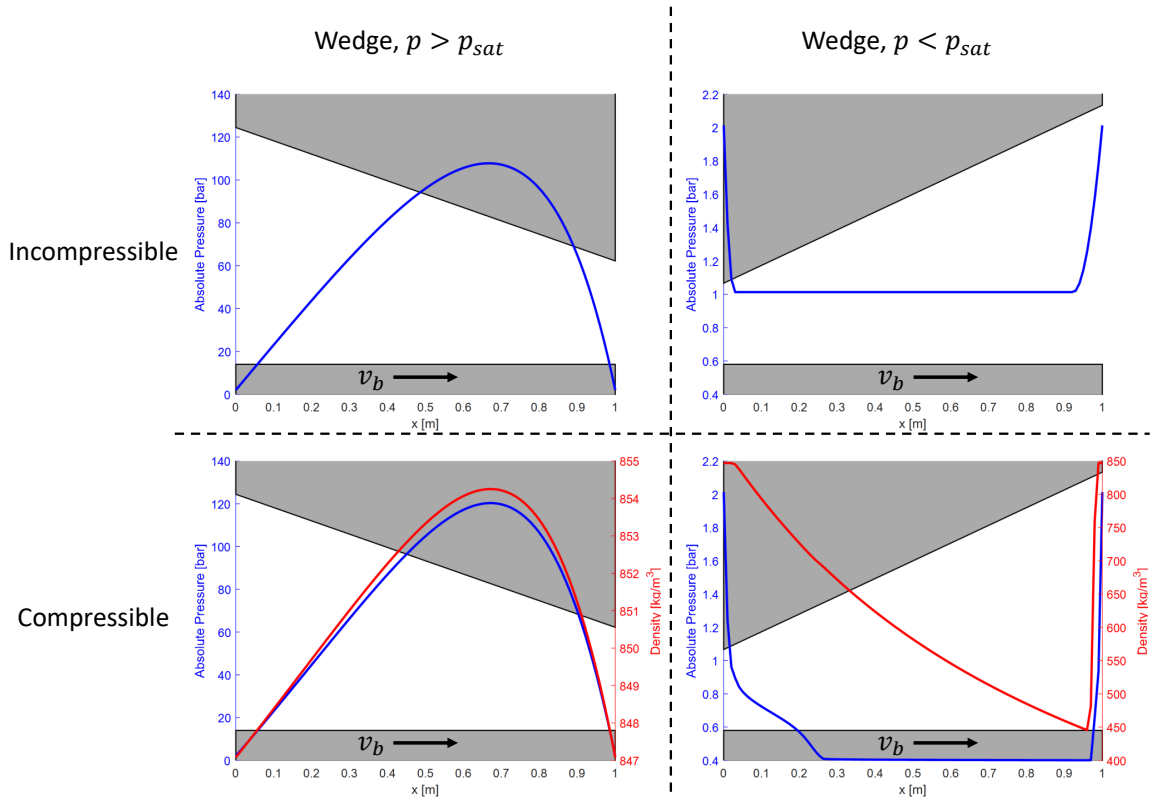 Wedge, p > p_sat
Wedge, p < p_sat
Incompressible
Absolute Pressure [bar]
140
120
100
80
60
40
20
0
v_b
0 0.1 0.2 0.3 0.4 0.5 0.6 0.7 0.8 0.9 1
x [m]
Absolute Pressure [bar]
2.2
2
1.8
1.6
1.4
1.2
1
0.8
0.6
0.4
v_b
0 0.1 0.2 0.3 0.4 0.5 0.6 0.7 0.8 0.9 1
x [m]
Compressible
Absolute Pressure [bar]
140
120
100
80
60
40
20
0
v_b
855
854
853
852
851
850
849
848
847
Density [kg/m³]
0 0.1 0.2 0.3 0.4 0.5 0.6 0.7 0.8 0.9 1
x [m]
Absolute Pressure [bar]
2.2
2
1.8
1.6
1.4
1.2
1
0.8
0.6
0.4
v_b
850
800
750
700
650
600
550
500
450
400
Density [kg/m³]
0 0.1 0.2 0.3 0.4 0.5 0.6 0.7 0.8 0.9 1
x [m]